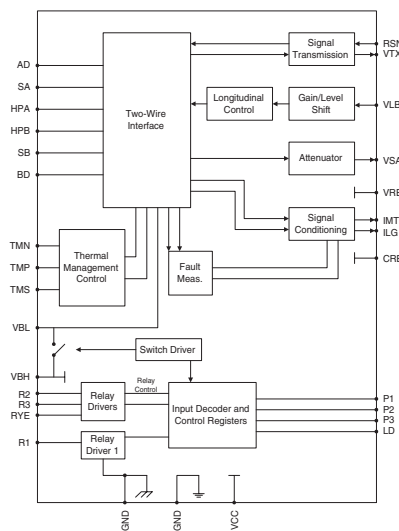 RSN
VTX
Signal
Transmission
AD
SA
HPA
HPB
SB
BD
Two-Wire
Interface
Longitudinal
Control
Gain/Level
Shift
VLB
Attenuator
VSA
VRE
Signal
Conditioning
IMT
ILG
CRE
TMN
TMP
TMS
Thermal
Management
Control
Fault
Meas.
VBL
Switch Driver
VBH
R2
R3
RYE
Relay
Drivers
Relay
Control
Input Decoder and
Control Registers
P1
P2
P3
LD
R1
Relay
Driver 1
GND
GND
VCC